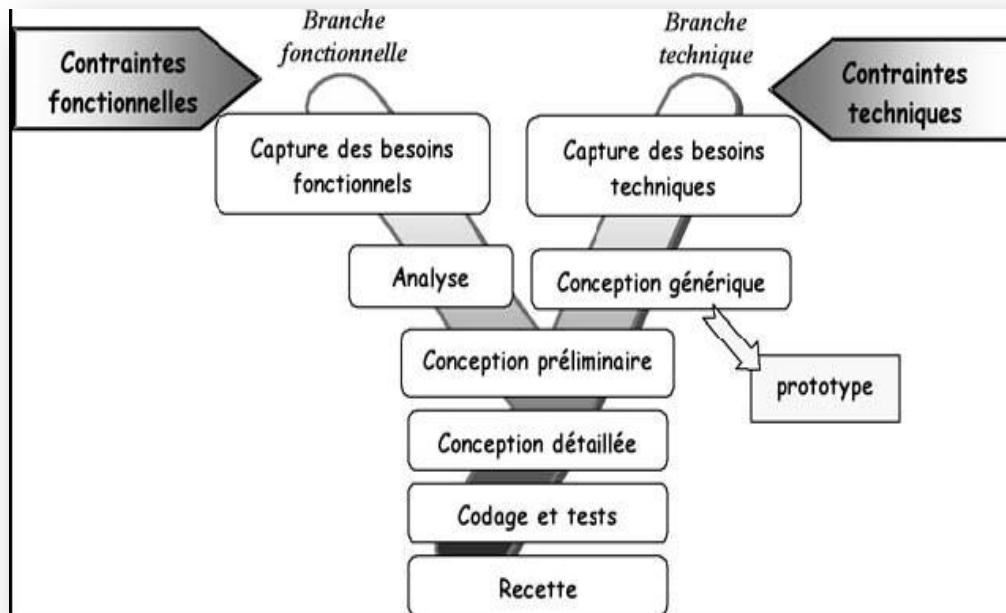 Branche
fonctionnelle
Branche
technique
Contraintes
fonctionnelles
Contraintes
techniques
Capture des besoins
fonctionnels
Capture des besoins
techniques
Analyse
Conception générique
Conception préliminaire
prototype
Conception détaillée
Codage et tests
Recette